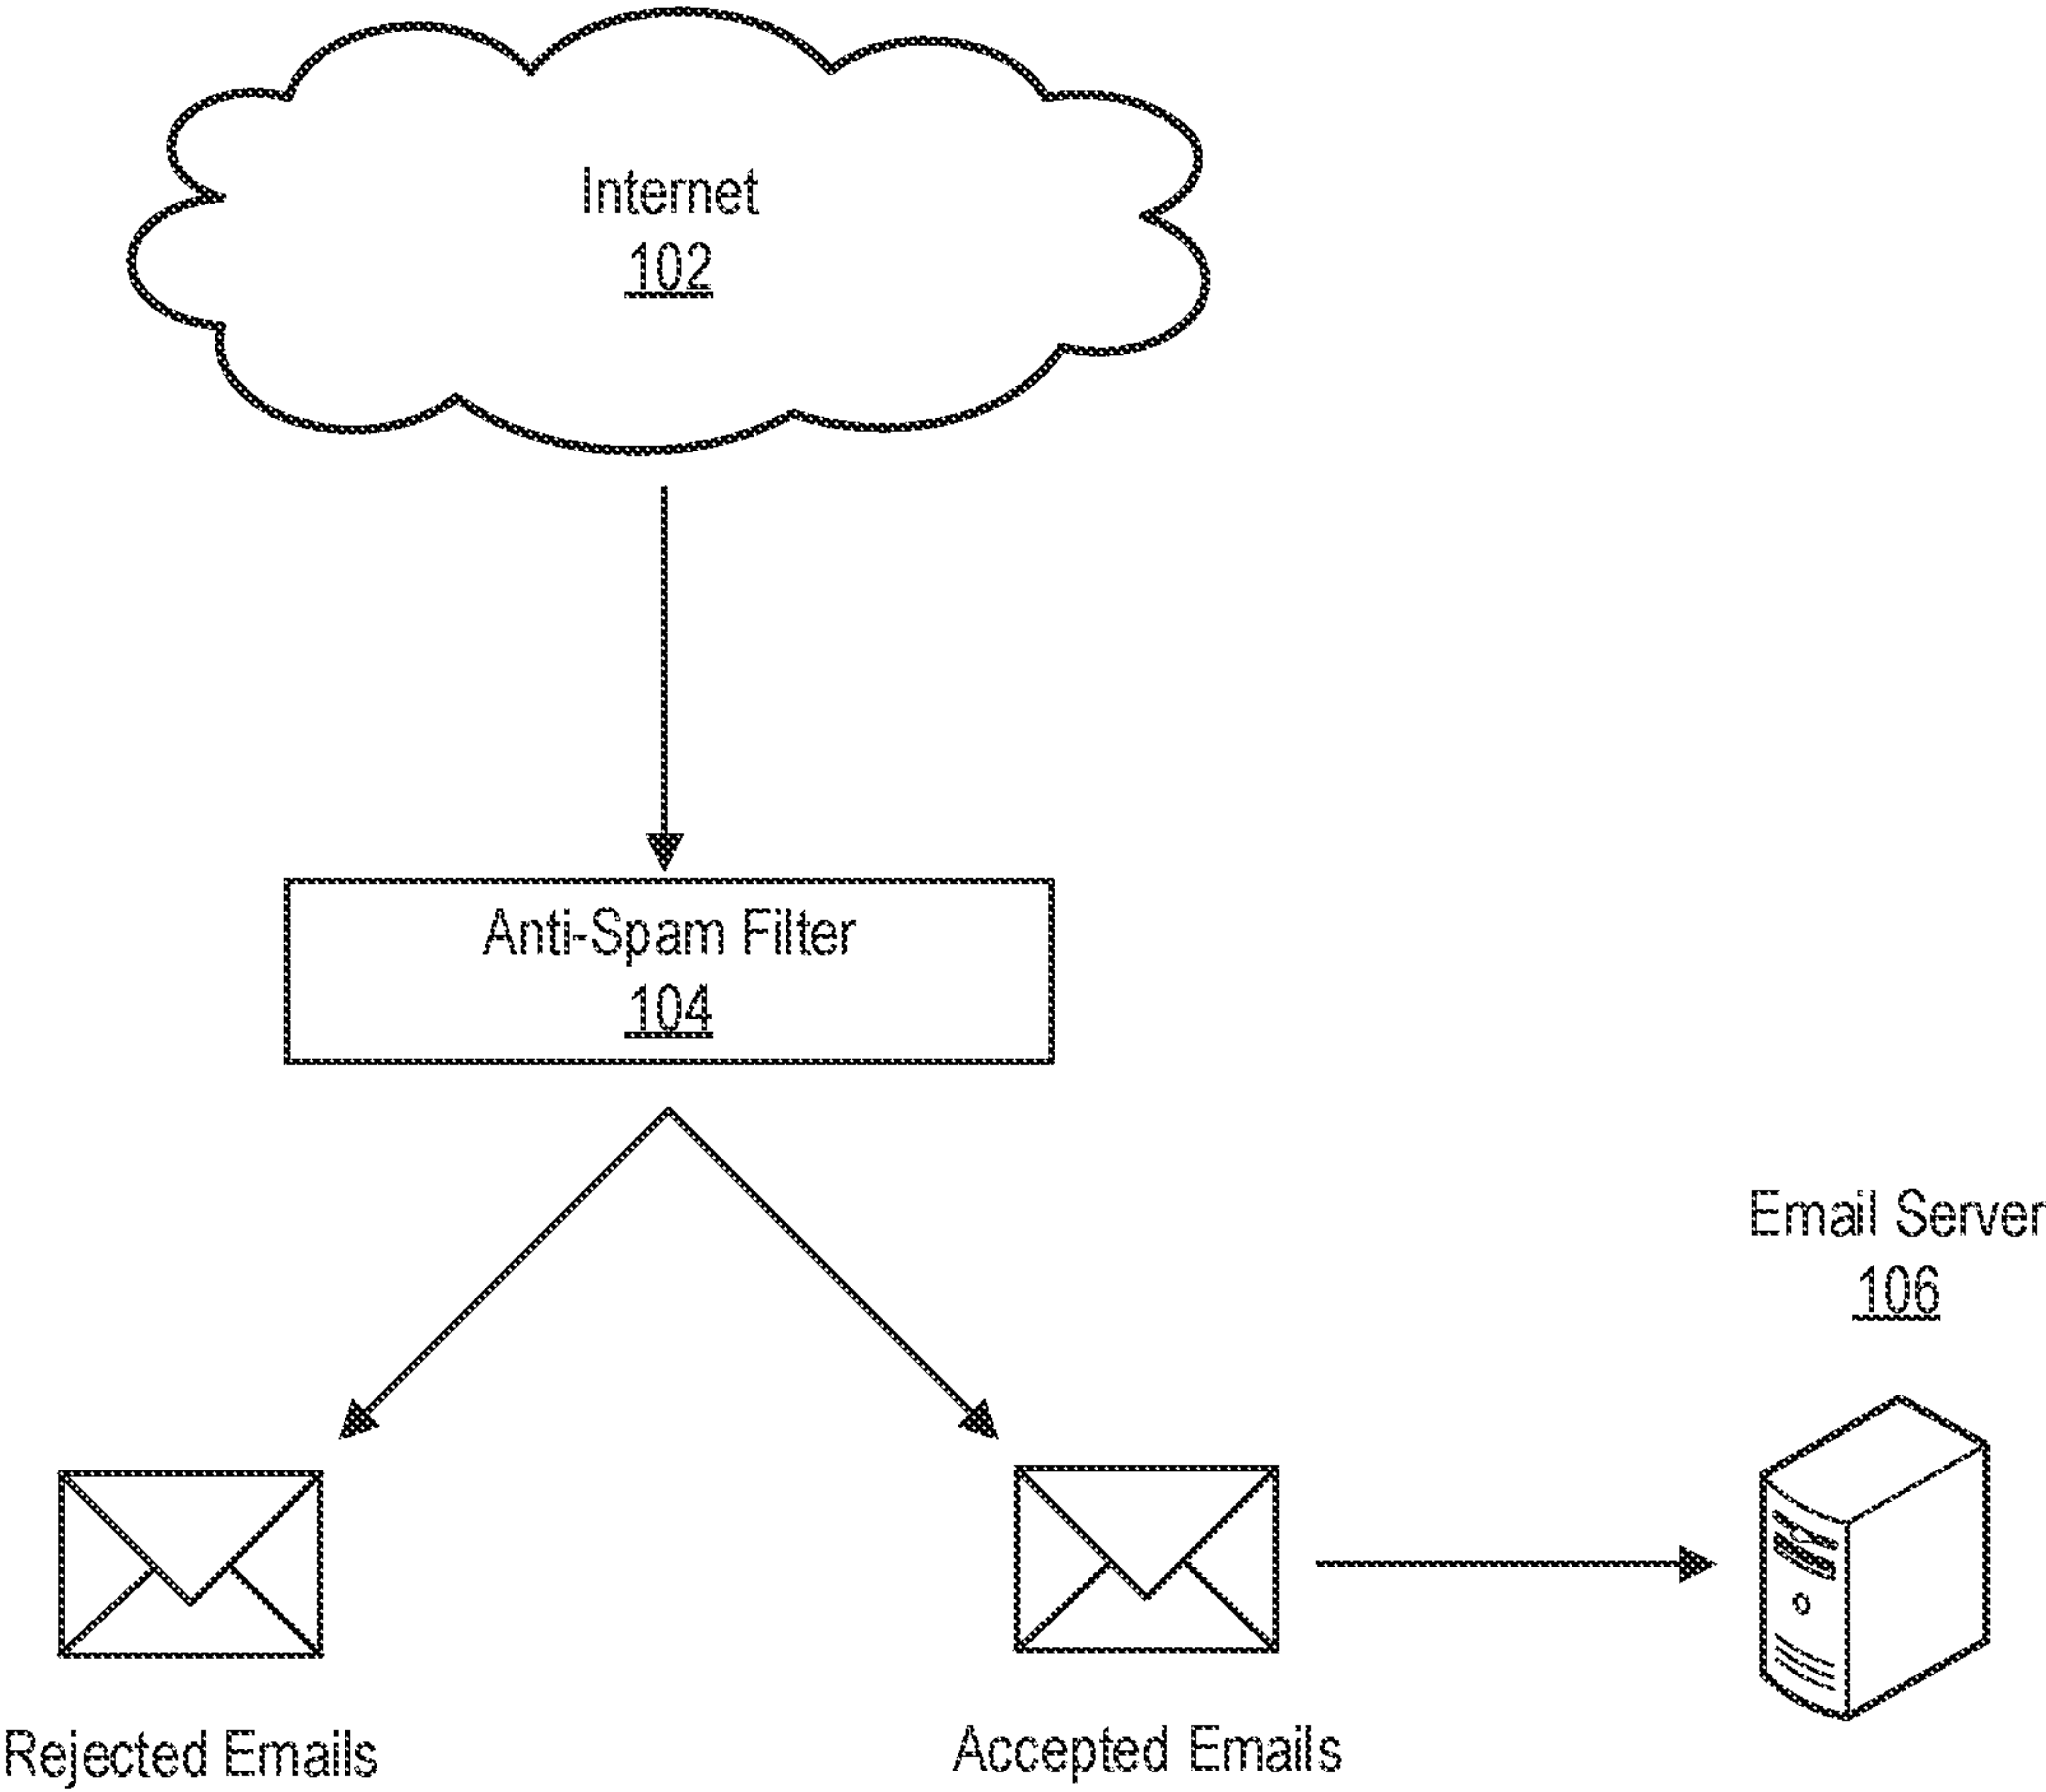 Internet
102
Anti-Spam Filter
104
Email Server
106
Rejected Emails
Accepted Emails